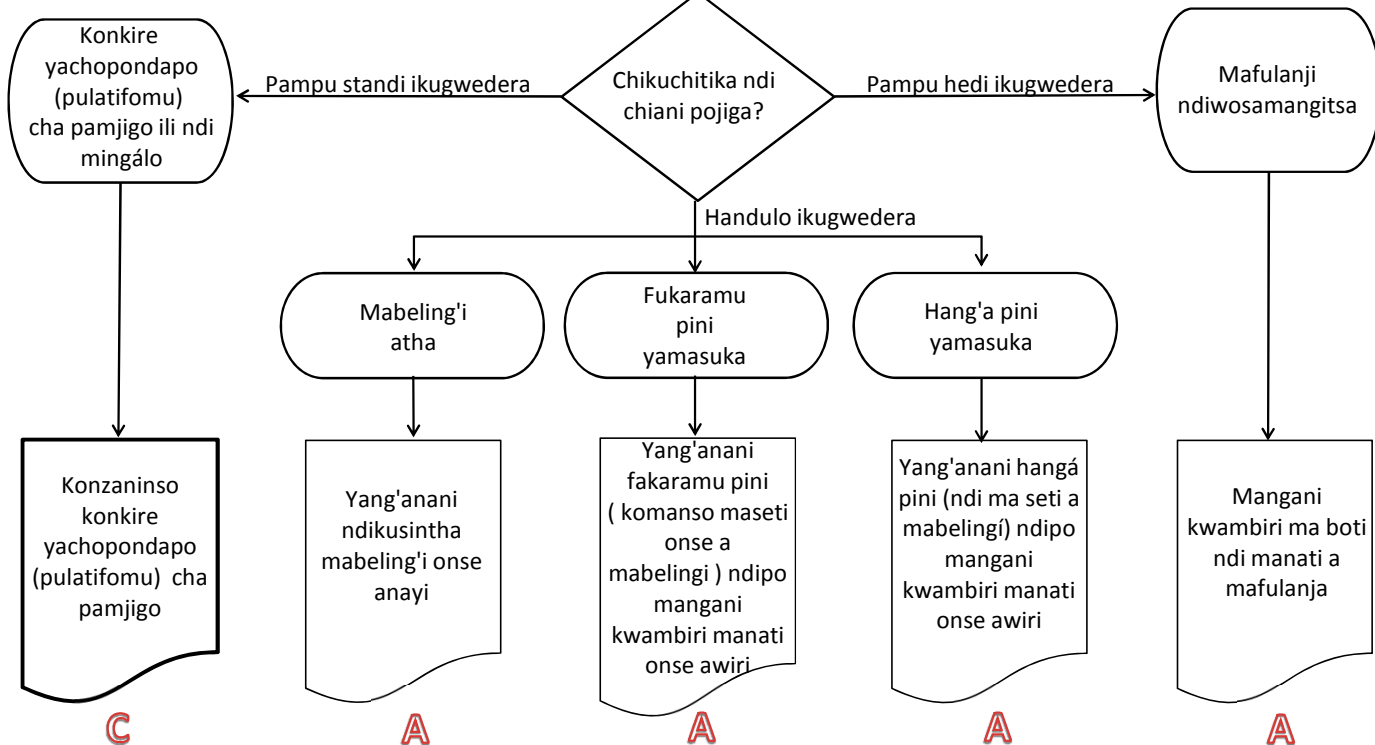 Konkire
yachopondapo
(pulatifomu)
cha pamjigo ili ndi
mingálo
Pampu standi ikugwedera
Chikuchitika ndi
chiani pojiga?
Pampu hedi ikugwedera
Mafulanji
ndiwosamangitsa
Handulo ikugwedera
Mabeling'i
atha
Fukaramu
pini
yamasuka
Hang'a pini
yamasuka
Konzaninso
konkire
yachopondapo
(pulatifomu) cha
pamjigo
Yang'anani
ndikusintha
mabeling'i onse
anayi
Yang'anani
fakaramu pini
( komanso maseti
onse a
mabelingi ) ndipo
mangani
kwambiri manati
onse awiri
Yang'anani hangá
pini (ndi ma seti a
mabelingí) ndipo
mangani
kwambiri manati
onse awiri
Mangani
kwambiri ma boti
ndi manati a
mafulanja
C
A
A
A
A